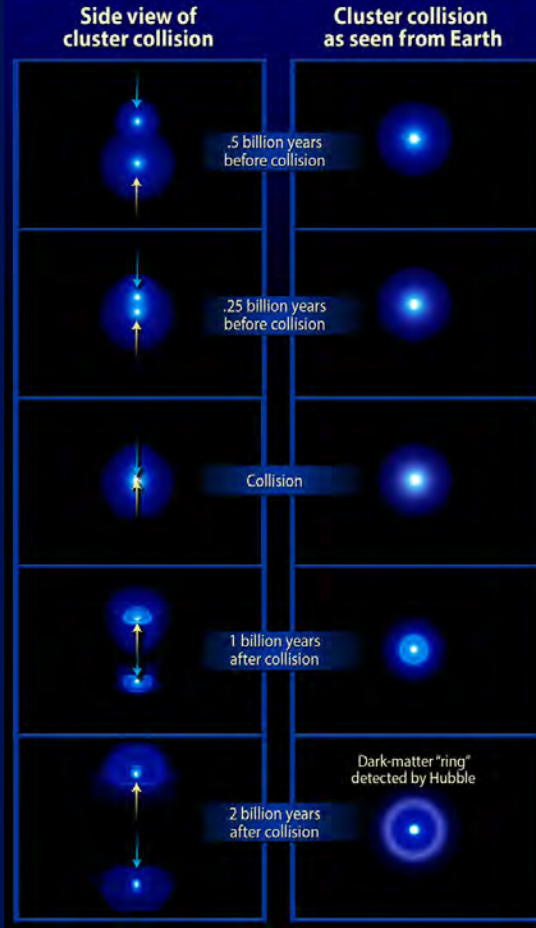 Side view of
cluster collision
Cluster collision
as seen from Earth
.5 billion years
before collision
.25 billion years
before collision
Collision
1 billion years
after collision
Dark-matter "ring"
detected by Hubble
2 billion years
after collision